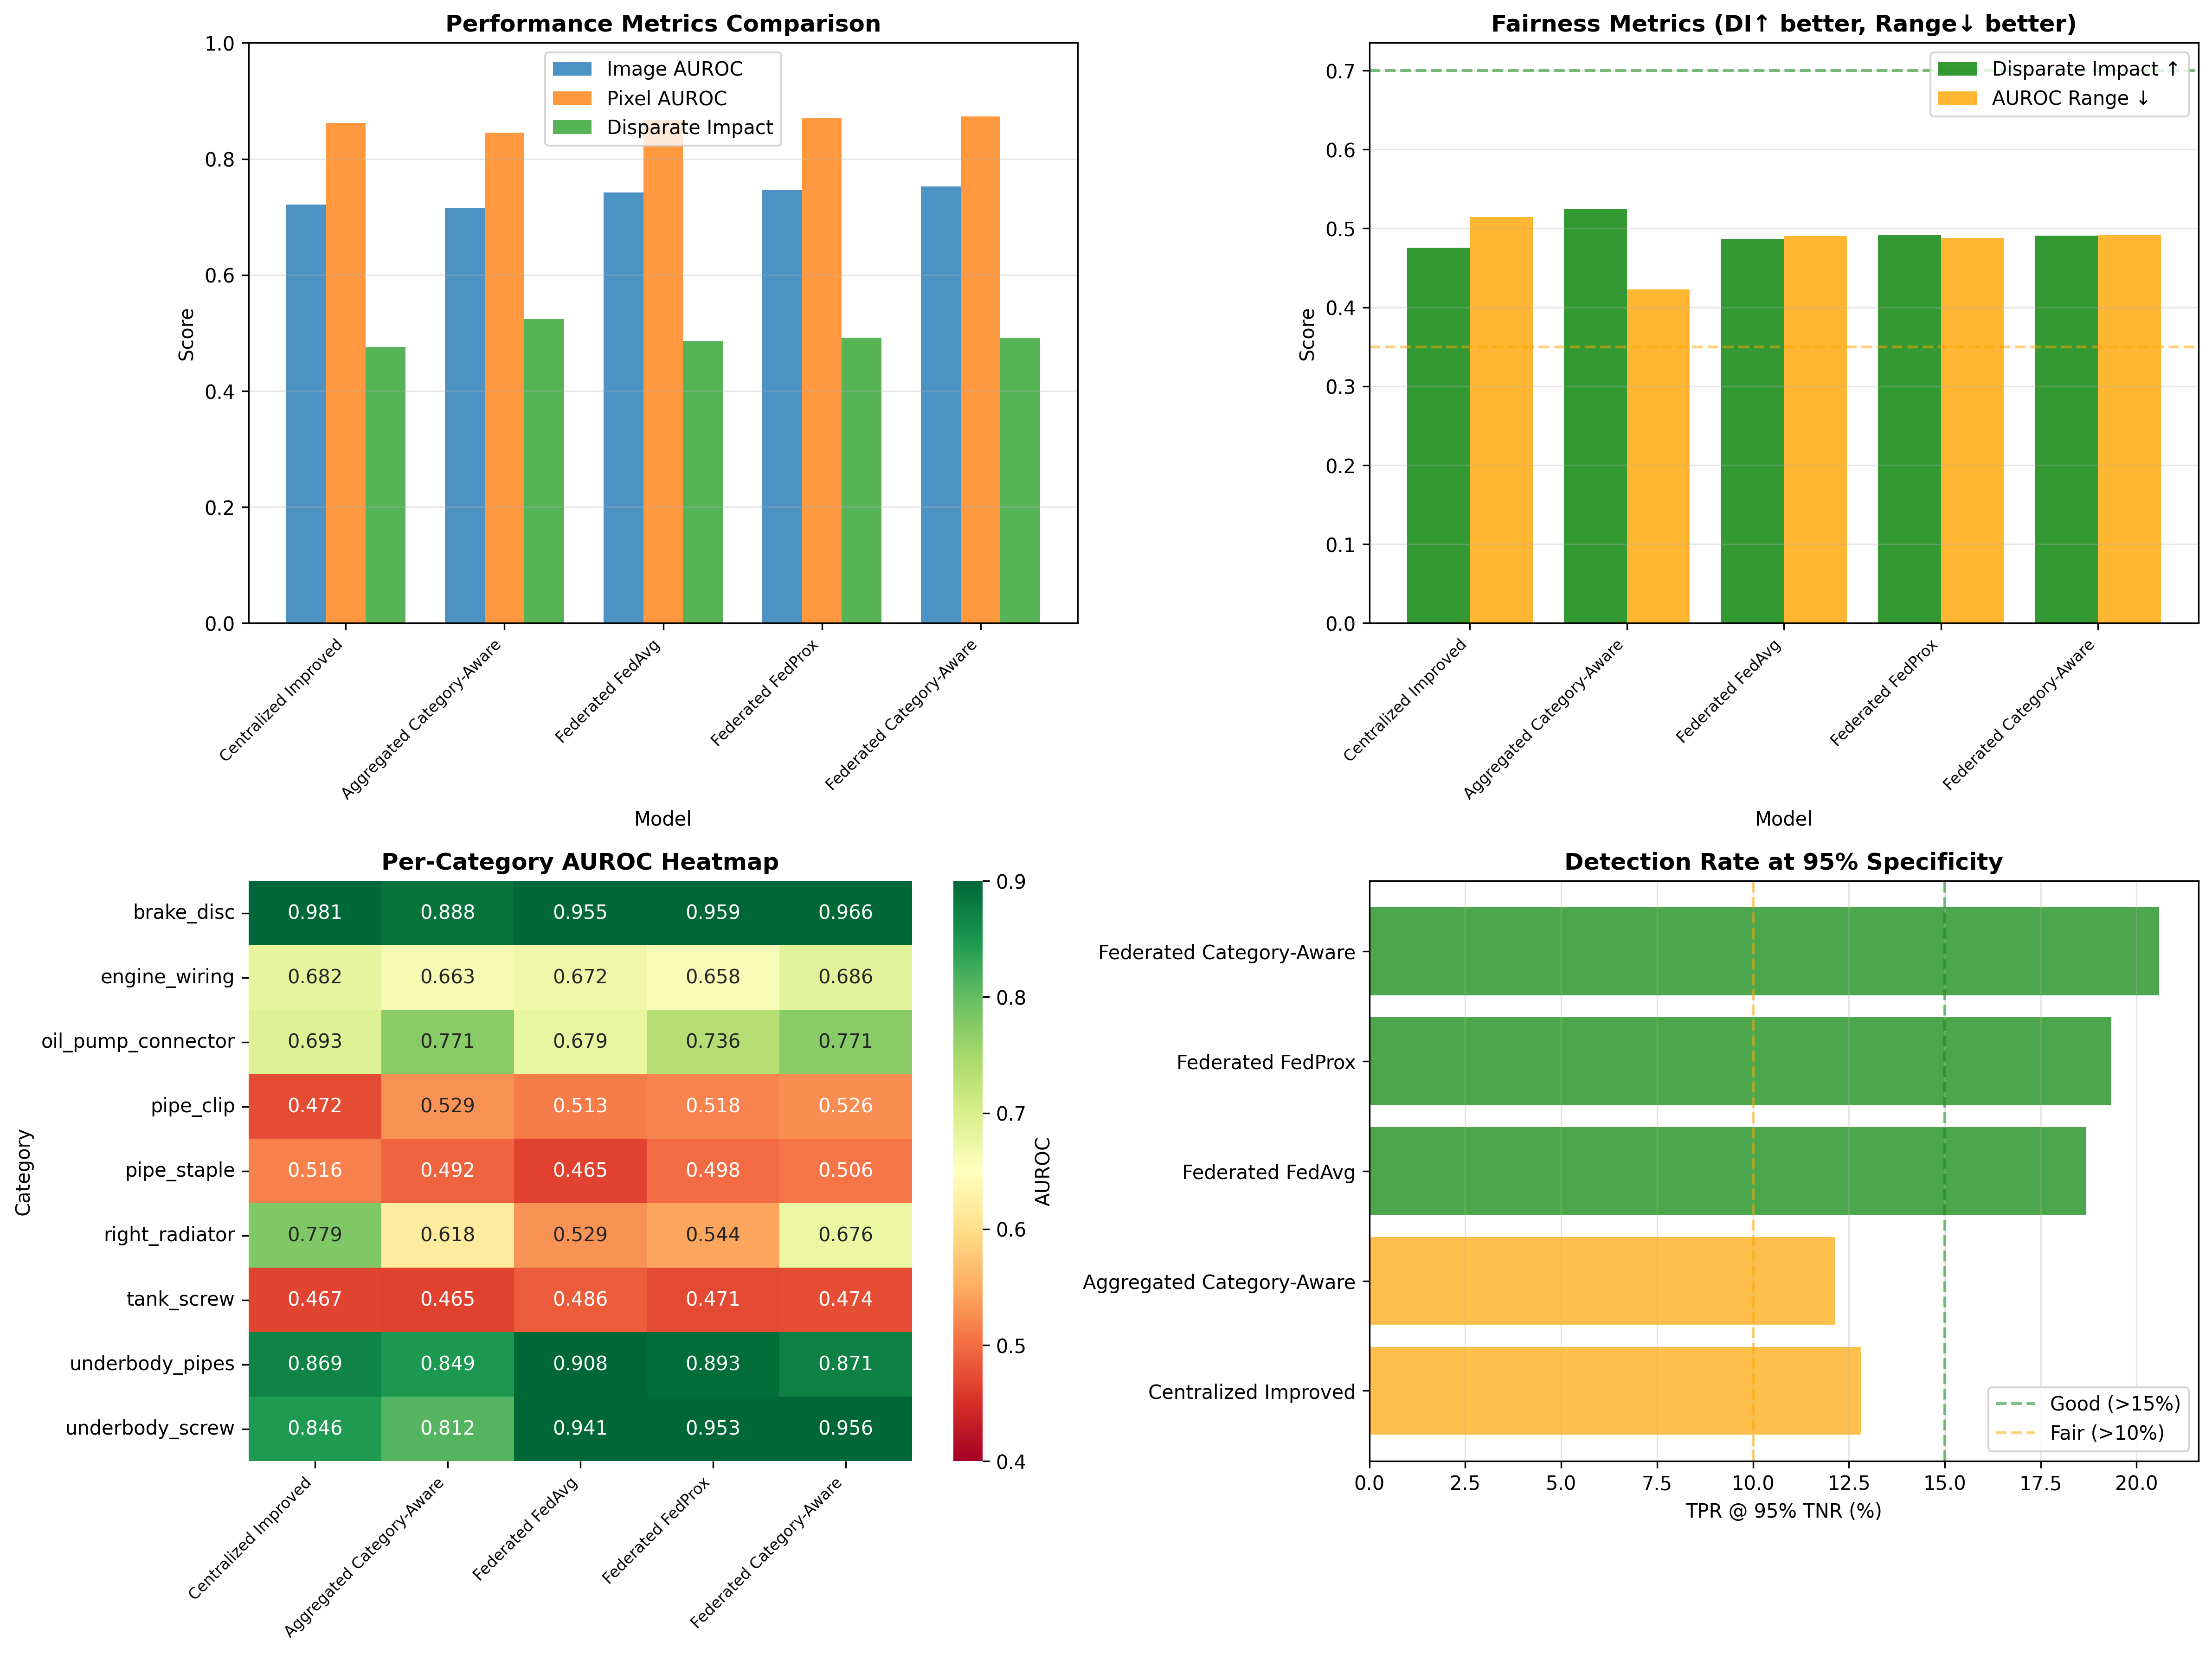 Performance Metrics Comparison
Image AUROC
Pixel AUROC
Disparate Impact
Score
1.0
0.8
0.6
0.4
0.2
0.0
Centralized Improved
Aggregated Category-Aware
Federated FedAvg
Federated FedProx
Federated Category-Aware
Model
Fairness Metrics (DI↑ better, Range↓ better)
Disparate Impact ↑
AUROC Range ↓
Score
0.7
0.6
0.5
0.4
0.3
0.2
0.1
0.0
Centralized Improved
Aggregated Category-Aware
Federated FedAvg
Federated FedProx
Federated Category-Aware
Model
Per-Category AUROC Heatmap
Category
brake_disc 0.981 0.888 0.955 0.959 0.966
engine_wiring 0.682 0.663 0.672 0.658 0.686
oil_pump_connector 0.693 0.771 0.679 0.736 0.771
pipe_clip 0.472 0.529 0.513 0.518 0.526
pipe_staple 0.516 0.492 0.465 0.498 0.506
right_radiator 0.779 0.618 0.529 0.544 0.676
tank_screw 0.467 0.465 0.486 0.471 0.474
underbody_pipes 0.869 0.849 0.908 0.893 0.871
underbody_screw 0.846 0.812 0.941 0.953 0.956
Centralized Improved
Aggregated Category-Aware
Federated FedAvg
Federated FedProx
Federated Category-Aware
0.9
0.8
0.7
0.6
0.5
0.4
AUROC
Detection Rate at 95% Specificity
Federated Category-Aware
Federated FedProx
Federated FedAvg
Aggregated Category-Aware
Centralized Improved
Good (>15%)
Fair (>10%)
0.0 2.5 5.0 7.5 10.0 12.5 15.0 17.5 20.0
TPR @ 95% TNR (%)